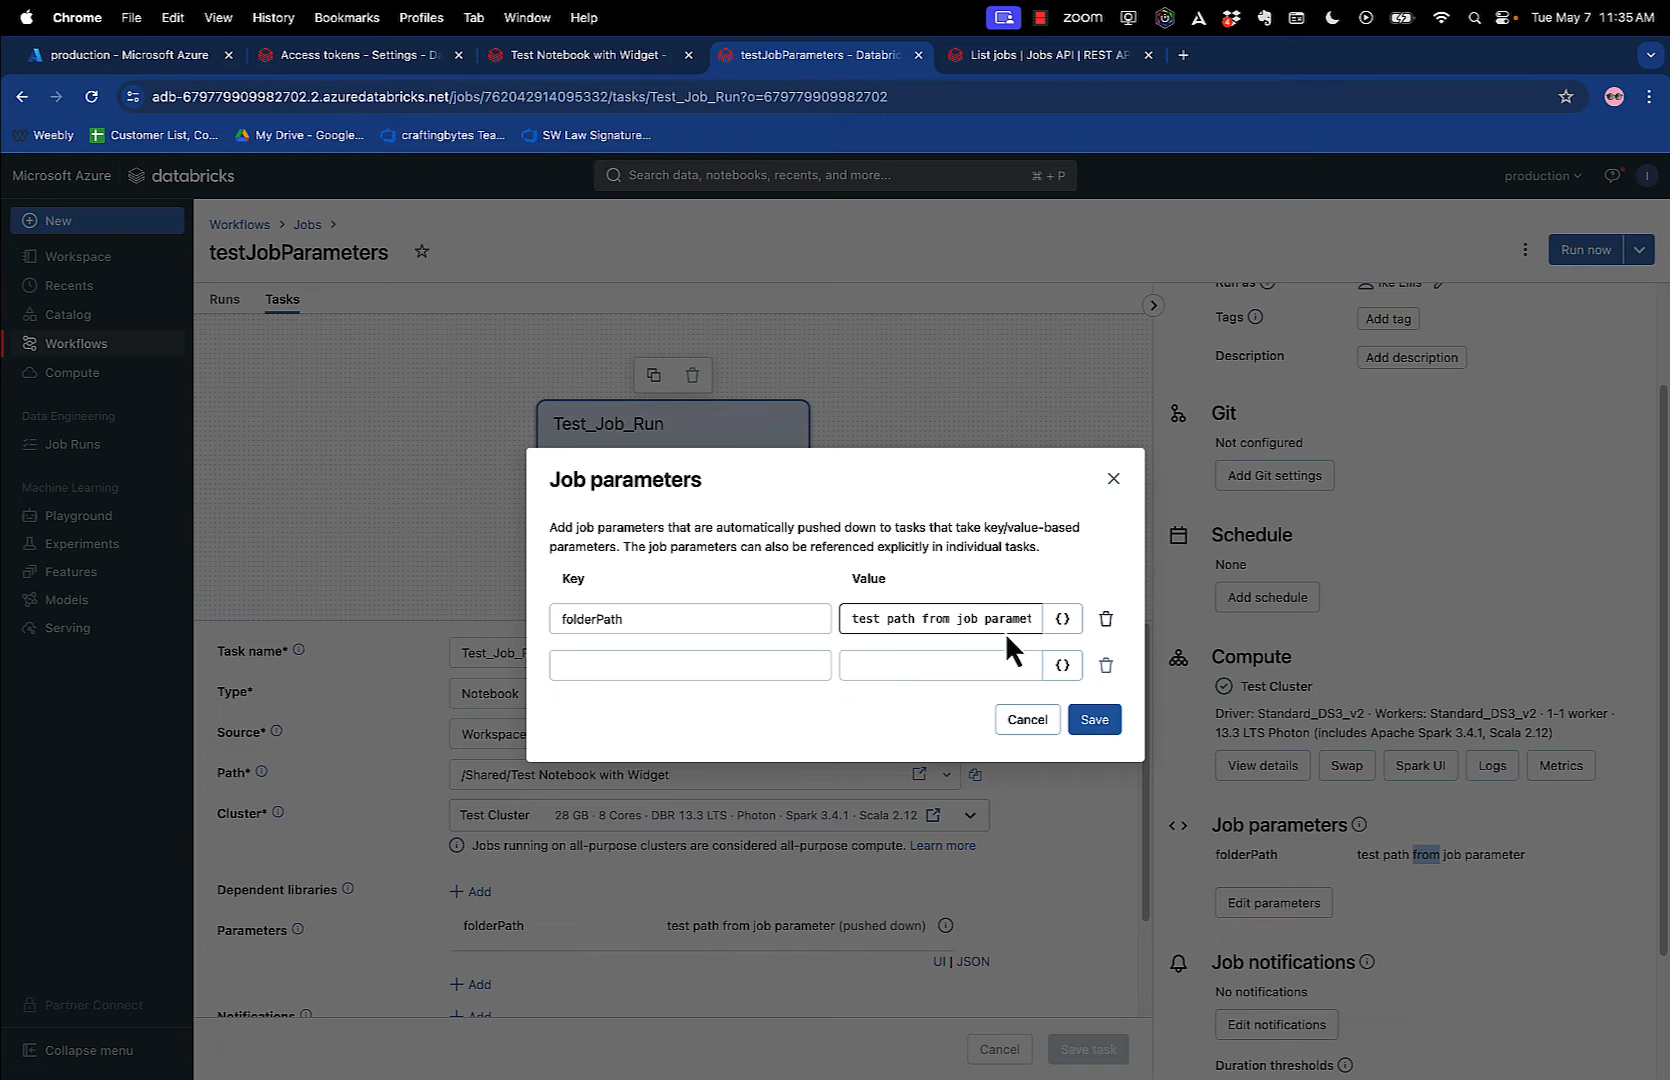 Chrome File Edit View History Bookmarks Profiles Tab Window Help zoom Tue May 7 11:35 AM
production - Microsoft Azure Access tokens - Settings - Da Test Notebook with Widget - testJobParameters - Databric List jobs | Jobs API | REST AP
adb-679779909982702.2.azuredatabricks.net/jobs/762042914095332/tasks/Test_Job_Run?o=679779909982702
Weebly Customer List, Co... My Drive - Google... craftingbytes Tea... SW Law Signature...
Microsoft Azure databricks Search data, notebooks, recents, and more... ⌘ + P production I
New
Workspace
Recents
Catalog
Workflows
Compute
Data Engineering
Job Runs
Machine Learning
Playground
Experiments
Features
Models
Serving
Partner Connect
Collapse menu
Workflows > Jobs >
testJobParameters
Run now
Runs Tasks
Test_Job_Run
Job parameters
Add job parameters that are automatically pushed down to tasks that take key/value-based
parameters. The job parameters can also be referenced explicitly in individual tasks.
Key Value
folderPath test path from job paramet {}
{}
Cancel Save
Task name* Test_Job_R
Type* Notebook
Source* Workspace
Path* /Shared/Test Notebook with Widget
Cluster* Test Cluster 28 GB · 8 Cores · DBR 13.3 LTS · Photon · Spark 3.4.1 · Scala 2.12
Jobs running on all-purpose clusters are considered all-purpose compute. Learn more
Dependent libraries + Add
Parameters folderPath test path from job parameter (pushed down)
UI | JSON
+ Add
Notifications + Add
Cancel Save task
Run as Ike Ellis
Tags Add tag
Description Add description
Git
Not configured
Add Git settings
Schedule
None
Add schedule
Compute
Test Cluster
Driver: Standard_DS3_v2 · Workers: Standard_DS3_v2 · 1-1 worker ·
13.3 LTS Photon (includes Apache Spark 3.4.1, Scala 2.12)
View details Swap Spark UI Logs Metrics
Job parameters
folderPath test path from job parameter
Edit parameters
Job notifications
No notifications
Edit notifications
Duration thresholds